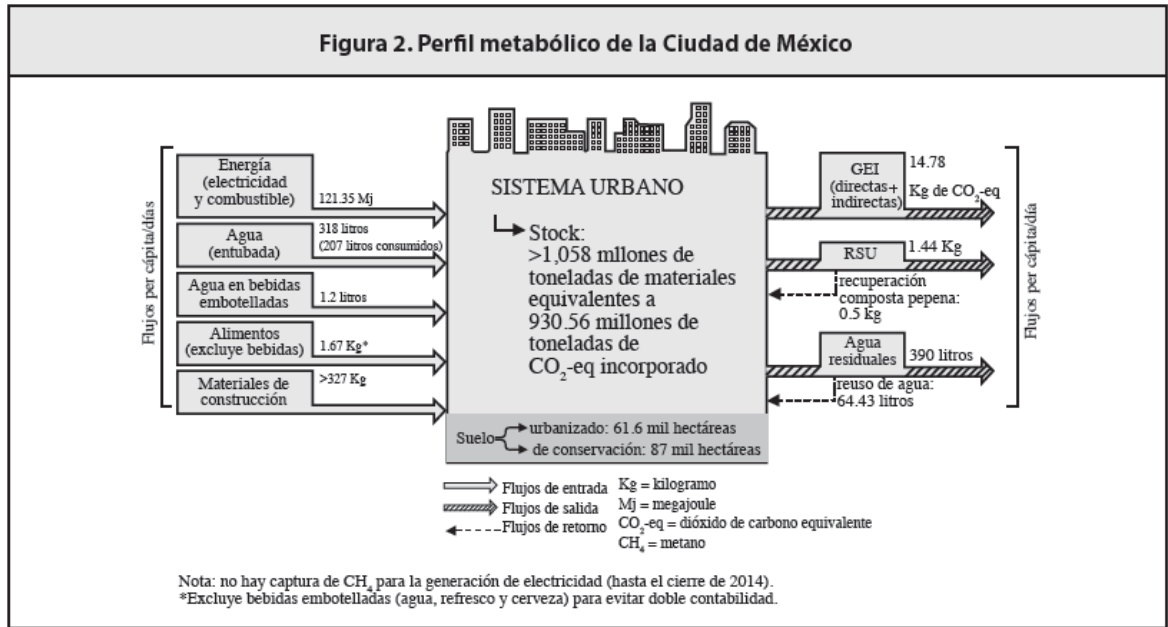 Figura 2. Perfil metabólico de la Ciudad de México
Flujos per cápita/días
Energía
(electricidad
y combustible)
121.35 Mj
Agua
(entubada)
318 litros
(207 litros consumidos)
Agua en bebidas
embotelladas
1.2 litros
Alimentos
(excluye bebidas)
1.67 Kg*
Materiales de
construcción
>327 Kg
SISTEMA URBANO
Stock:
>1,058 mllones de
toneladas de materiales
equivalentes a
930.56 millones de
toneladas de
CO₂-eq incorporado
Suelo
urbanizado: 61.6 mil hectáreas
de conservación: 87 mil hectáreas
GEI
(directas+
indirectas)
14.78
Kg de CO₂-eq
RSU
1.44 Kg
recuperación
composta pepena:
0.5 kg
Agua
residuales
390 litros
reuso de agua:
64.43 litros
Flujos per cápita/día
Flujos de entrada
Flujos de salida
Flujos de retorno
Kg = kilogramo
Mj = megajoule
CO₂-eq = dióxido de carbono equivalente
CH₄ = metano
Nota: no hay captura de CH₄ para la generación de electricidad (hasta el cierre de 2014).
*Excluye bebidas embotelladas (agua, refresco y cerveza) para evitar doble contabilidad.